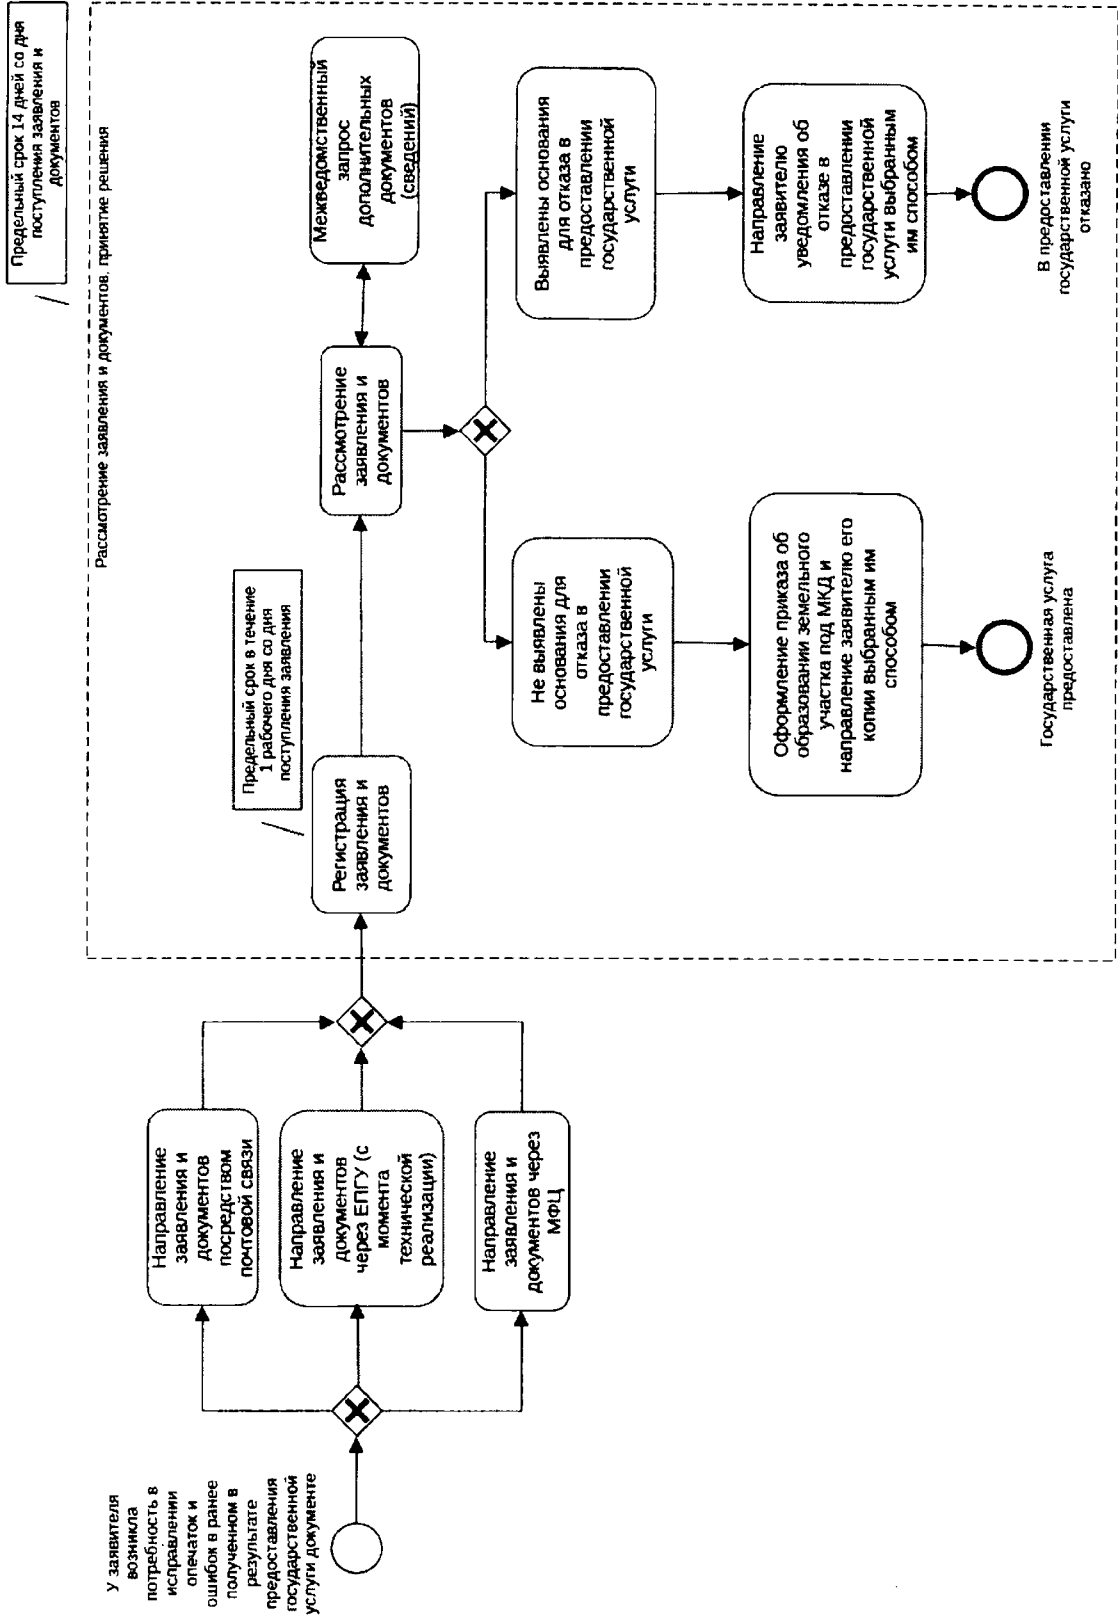 У заявителя
возникла
потребность в
исправлении
опечаток и
ошибок в ранее
полученном в
результате
предоставления
государственной
услуги документе
Направление
заявления и
документов
посредством
почтовой связи
Направление
заявления и
документов
через ЕПГУ (с
момента
технической
реализации)
Направление
заявления и
документов через
МФЦ
Предельный срок 14 дней со дня
поступления заявления и
документов
Рассмотрение заявления и документов, принятие решения
Предельный срок в течение
1 рабочего дня со дня
поступления заявления
Регистрация
заявления и
документов
Рассмотрение
заявления и
документов
Межведомственный
запрос
дополнительных
документов
(сведений)
Не выявлены
основания для
отказа в
предоставлении
государственной
услуги
Выявлены основания
для отказа в
предоставлении
государственной
услуги
Оформление приказа об
образовании земельного
участка под МКД и
направление заявителю его
копии выбранным им
способом
Направление
заявителю
уведомления об
отказе в
предоставлении
государственной
услуги выбранным
им способом
Государственная услуга
предоставлена
В предоставлении
государственной услуги
отказано